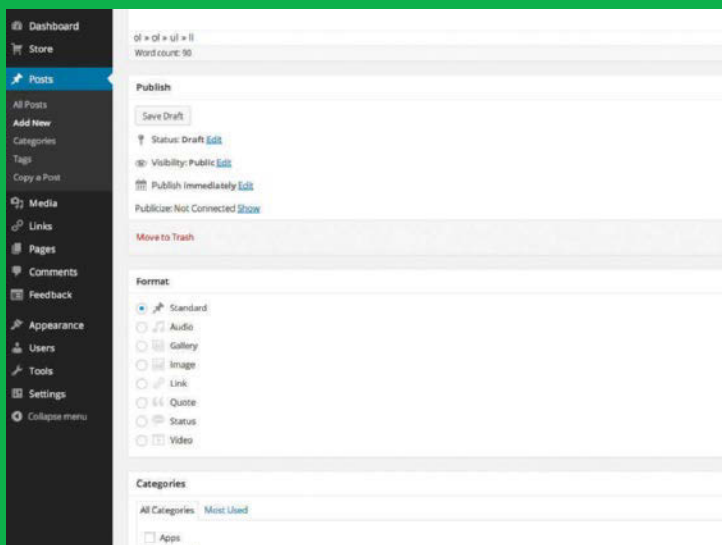 Dashboard
Store
Posts
All Posts
Add New
Categories
Tags
Copy a Post
Media
Links
Pages
Comments
Feedback
Appearance
Users
Tools
Settings
Collapse menu
ol » ol » ul » li
Word count: 90
Publish
Save Draft
Status: Draft Edit
Visibility: Public Edit
Publish immediately Edit
Publicize: Not Connected Show
Move to Trash
Format
Standard
Audio
Gallery
Image
Link
Quote
Status
Video
Categories
All Categories Most Used
Apps